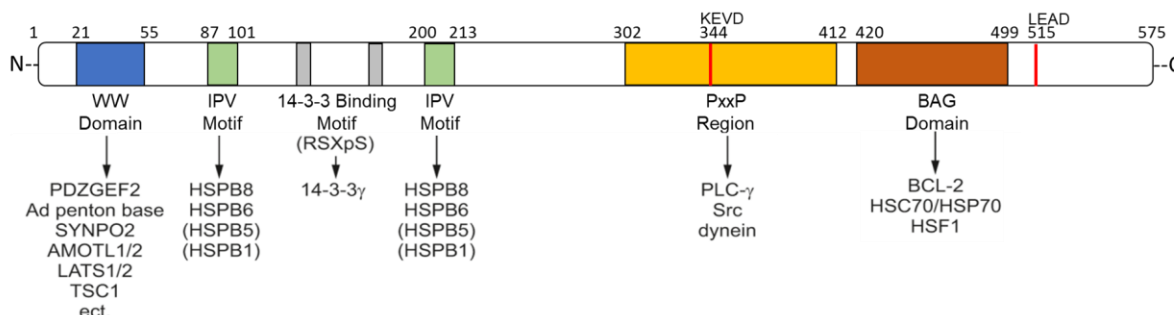 KEVD LEAD
1 21 55 87 101 200 213 302 344 412 420 499 515 575
N-
WW Domain
IPV Motif
14-3-3 Binding Motif (RSXpS)
IPV Motif
PxxP Region
BAG Domain
PDZGEF2
Ad penton base
SYNPO2
AMOTL1/2
LATS1/2
TSC1
ect
HSPB8
HSPB6
(HSPB5)
(HSPB1)
14-3-3γ
HSPB8
HSPB6
(HSPB5)
(HSPB1)
PLC-γ
Src
dynein
BCL-2
HSC70/HSP70
HSF1